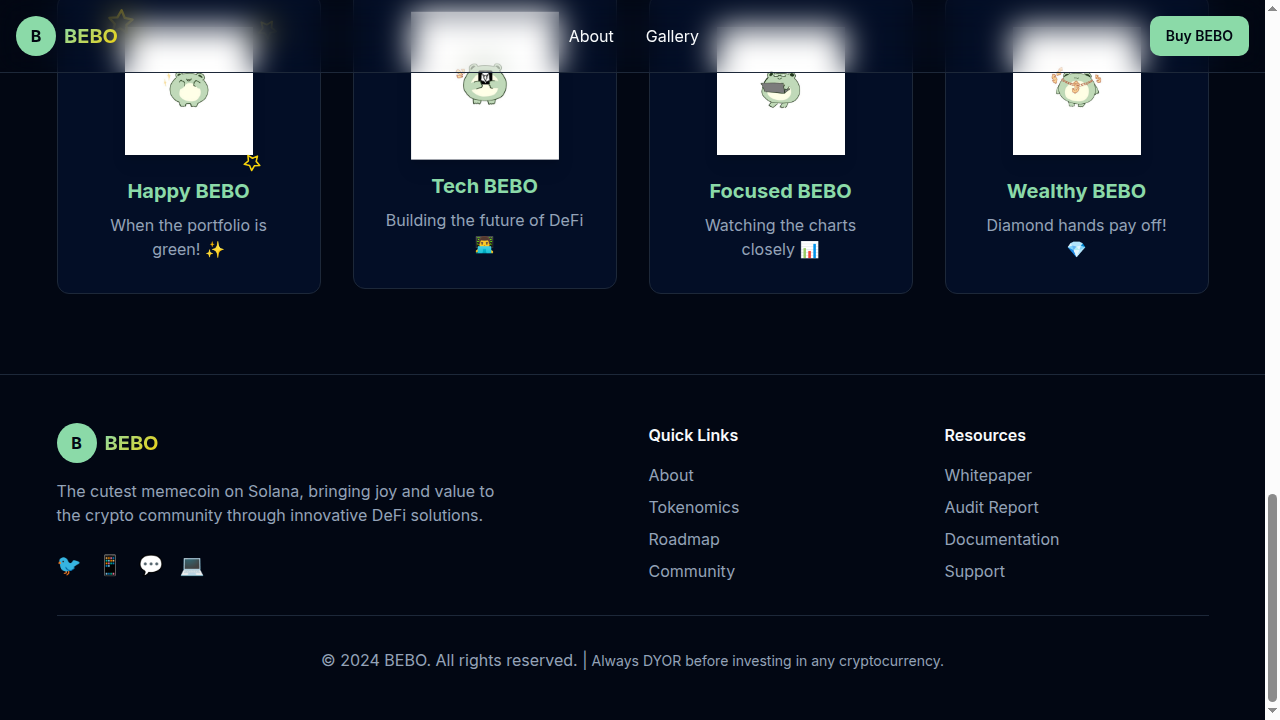 B BEBO
About
Gallery
Buy BEBO
Happy BEBO
When the portfolio is
green! ✨
Tech BEBO
Building the future of DeFi
👨‍💻
Focused BEBO
Watching the charts
closely 📊
Wealthy BEBO
Diamond hands pay off!
💎
B BEBO
The cutest memecoin on Solana, bringing joy and value to
the crypto community through innovative DeFi solutions.
🐦 📱 💬 💻
Quick Links
About
Tokenomics
Roadmap
Community
Resources
Whitepaper
Audit Report
Documentation
Support
© 2024 BEBO. All rights reserved. | Always DYOR before investing in any cryptocurrency.